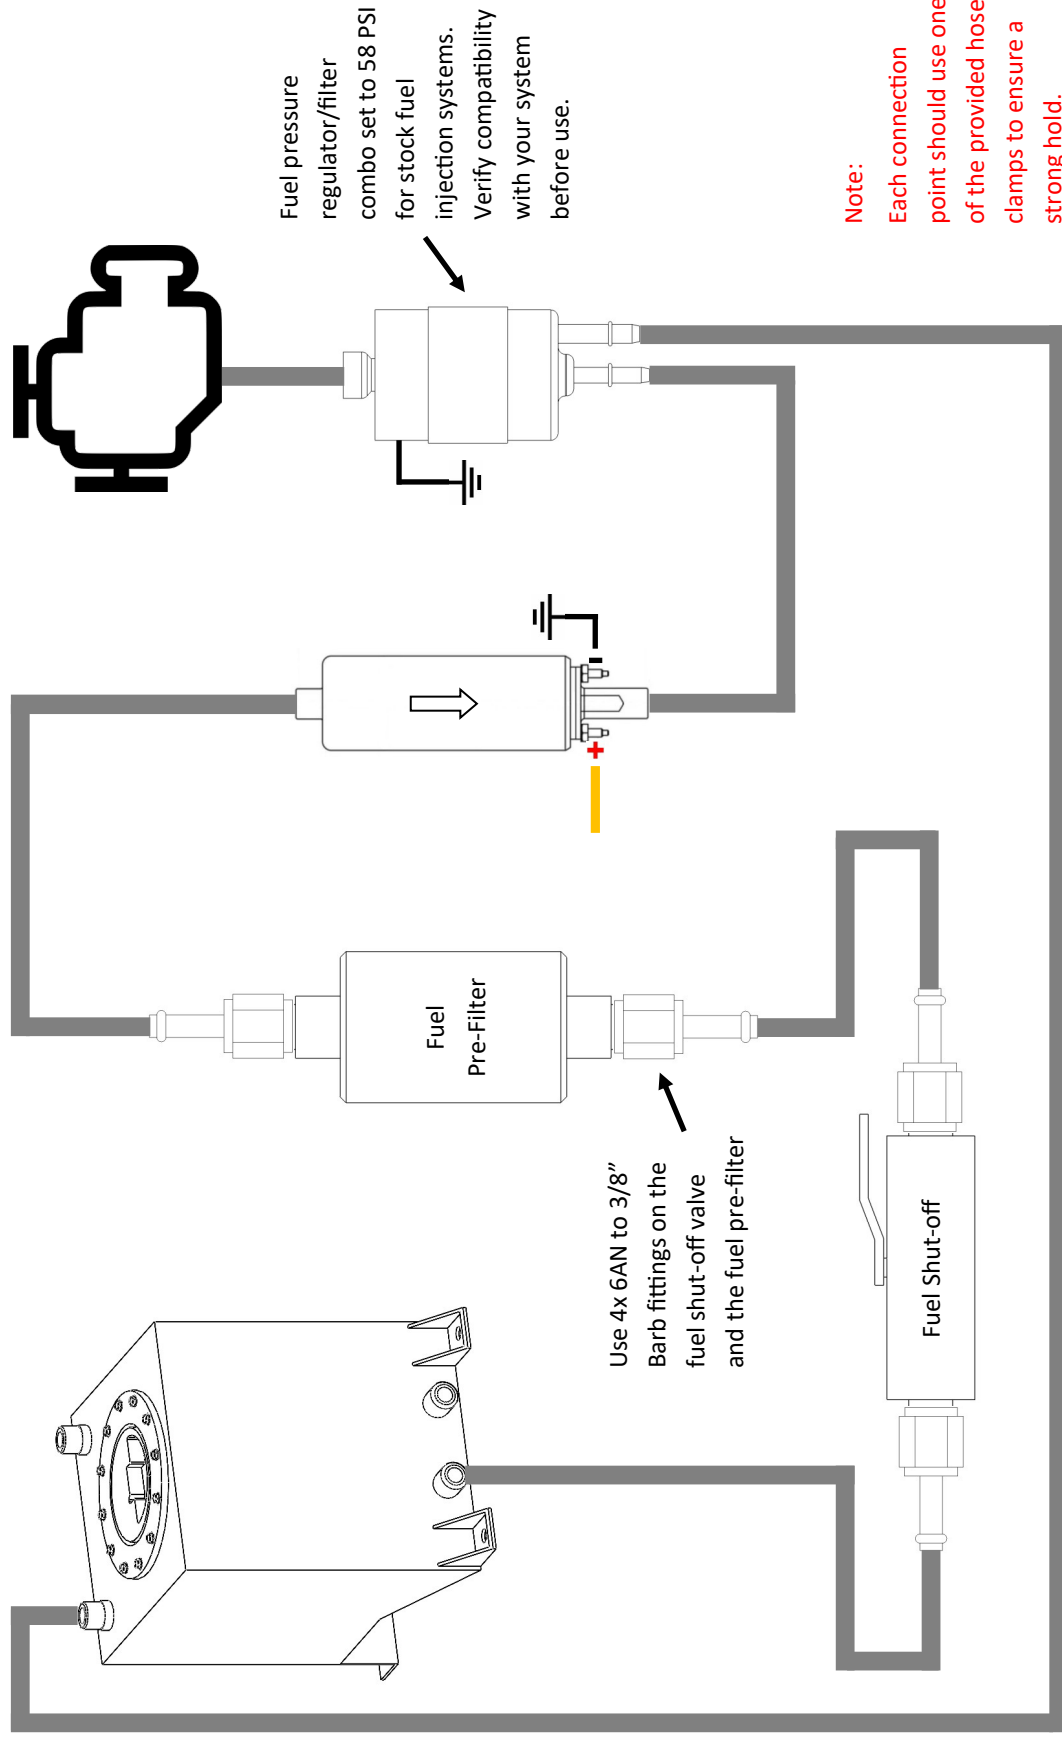 Fuel pressure
regulator/filter
combo set to 58 PSI
for stock fuel
injection systems.
Verify compatibility
with your system
before use.
Note:
Each connection
point should use one
of the provided hose
clamps to ensure a
strong hold.
+
-
Fuel
Pre-Filter
Use 4x 6AN to 3/8”
Barb fittings on the
fuel shut-off valve
and the fuel pre-filter
Fuel Shut-off